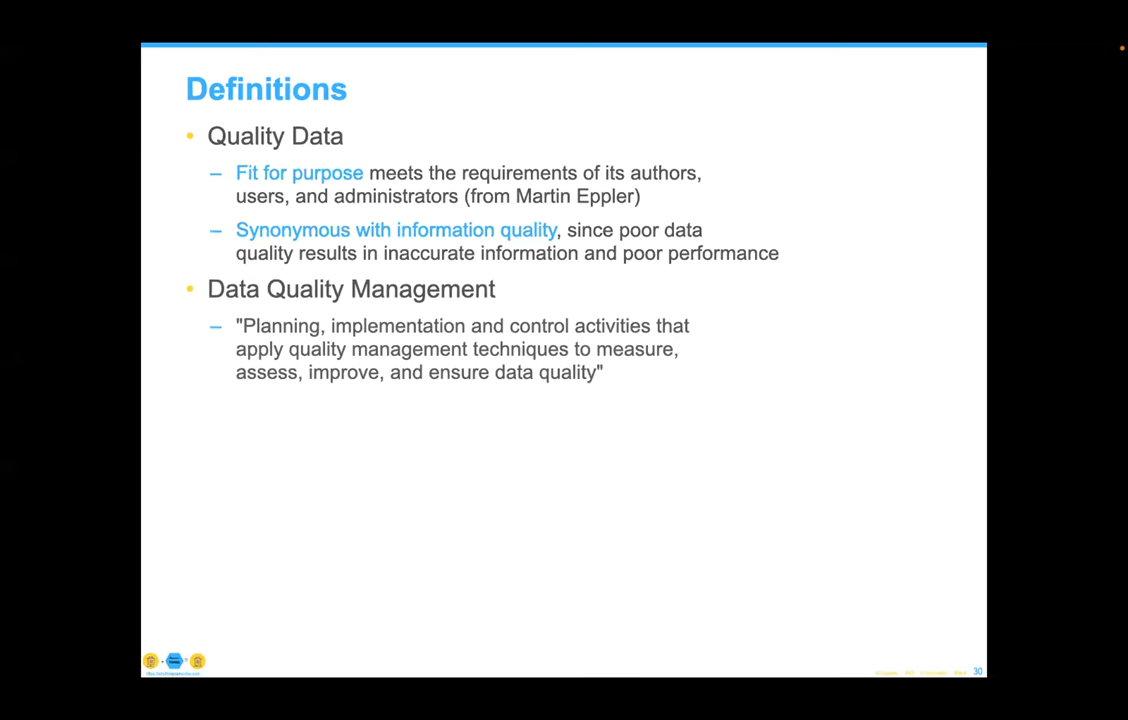 Definitions
• Quality Data
– Fit for purpose meets the requirements of its authors,
users, and administrators (from Martin Eppler)
– Synonymous with information quality, since poor data
quality results in inaccurate information and poor performance
• Data Quality Management
– "Planning, implementation and control activities that
apply quality management techniques to measure,
assess, improve, and ensure data quality"
30